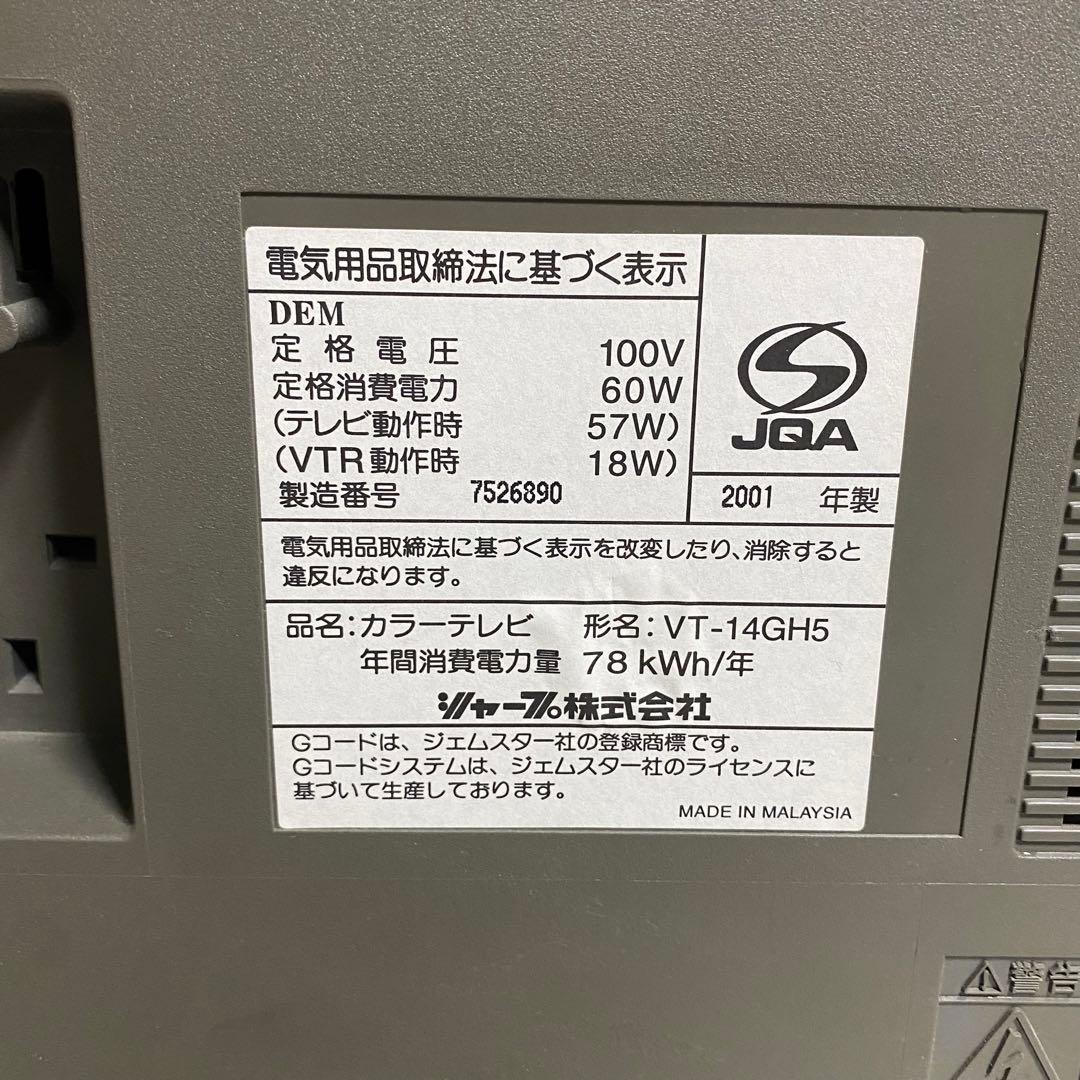 電気用品取締法に基づく表示
DEM
定格電圧 100V
定格消費電力 60W
(テレビ動作時 57W)
(VTR動作時 18W)
製造番号 7526890
JQA
2001 年製
電気用品取締法に基づく表示を改変したり、消除すると
違反になります。
品名:カラーテレビ 形名:VT-14GH5
年間消費電力量 78kWh/年
シャープ株式会社
Gコードは、ジェムスター社の登録商標です。
Gコードシステムは、ジェムスター社のライセンスに
基づいて生産しております。
MADE IN MALAYSIA
警告